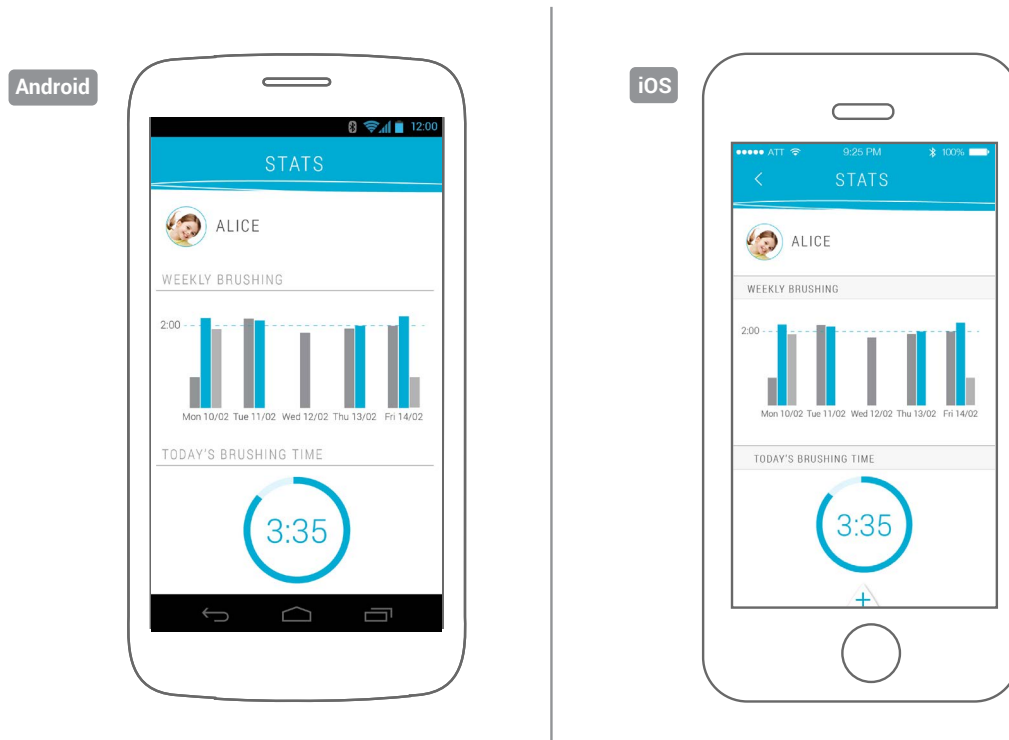 Android
12:00
STATS
ALICE
WEEKLY BRUSHING
2:00
Mon 10/02 Tue 11/02 Wed 12/02 Thu 13/02 Fri 14/02
TODAY'S BRUSHING TIME
3:35
iOS
ATT 9:25 PM 100%
STATS
ALICE
WEEKLY BRUSHING
2:00
Mon 10/02 Tue 11/02 Wed 12/02 Thu 13/02 Fri 14/02
TODAY'S BRUSHING TIME
3:35
+